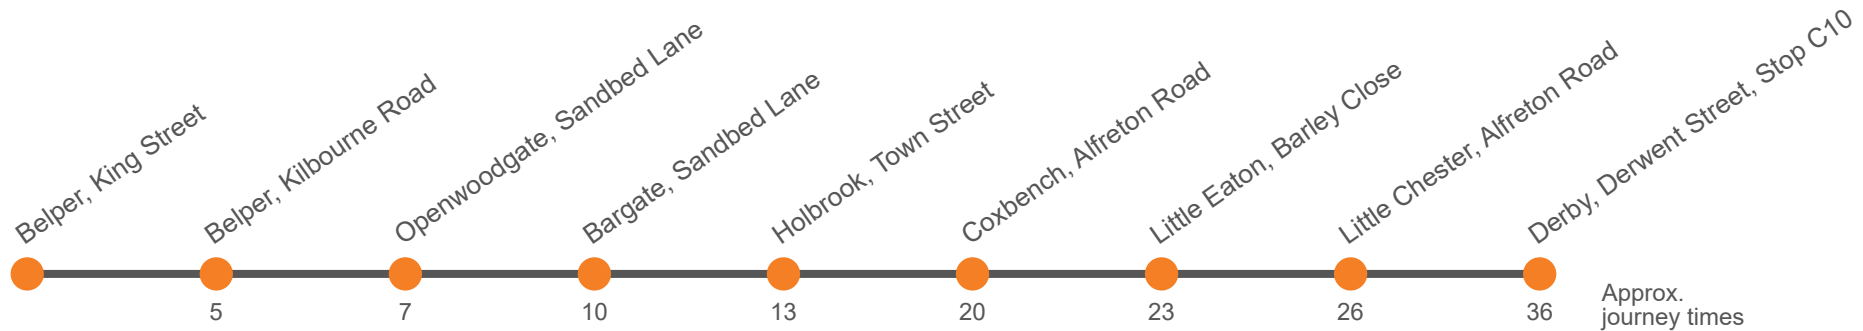 Belper, King Street
Belper, Kilbourne Road
Openwoodgate, Sandbed Lane
Bargate, Sandbed Lane
Holbrook, Town Street
Coxbench, Alfreton Road
Little Eaton, Barley Close
Little Chester, Alfreton Road
Derby, Derwent Street, Stop C10
5
7
10
13
20
23
26
36
Approx.
journey times